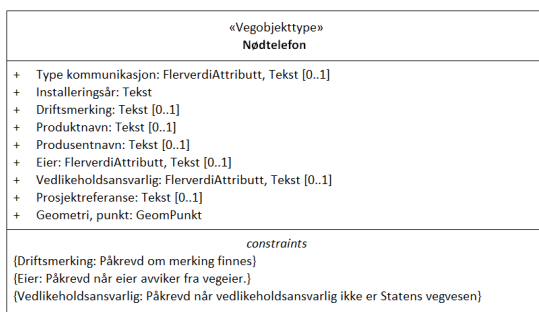 «Vegobjekttype»
Nødtelefon
+ Type kommunikasjon: FlerverdiAttributt, Tekst [0..1]
+ Installeringsår: Tekst
+ Driftsmerking: Tekst [0..1]
+ Produktnavn: Tekst [0..1]
+ Produsentnavn: Tekst [0..1]
+ Eier: FlerverdiAttributt, Tekst [0..1]
+ Vedlikeholdsansvarlig: FlerverdiAttributt, Tekst [0..1]
+ Prosjektreferanse: Tekst [0..1]
+ Geometri, punkt: GeomPunkt
constraints
{Driftsmerking: Påkrevd om merking finnes}
{Eier: Påkrevd når eier avviker fra vegeier.}
{Vedlikeholdsansvarlig: Påkrevd når vedlikeholdsansvarlig ikke er Statens vegvesen}